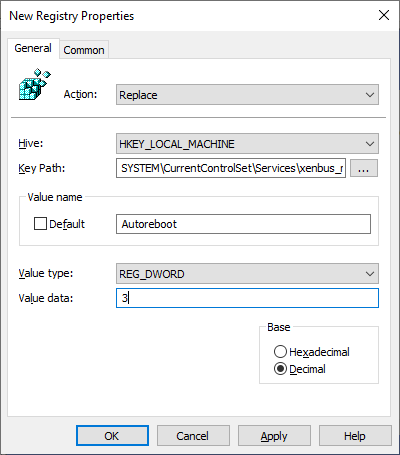 New Registry Properties
General Common
Action: Replace
Hive: HKEY_LOCAL_MACHINE
Key Path: SYSTEM\CurrentControlSet\Services\xenbus_ ...
Value name
Default Autoreboot
Value type: REG_DWORD
Value data: 3
Base
Hexadecimal
Decimal
OK Cancel Apply Help